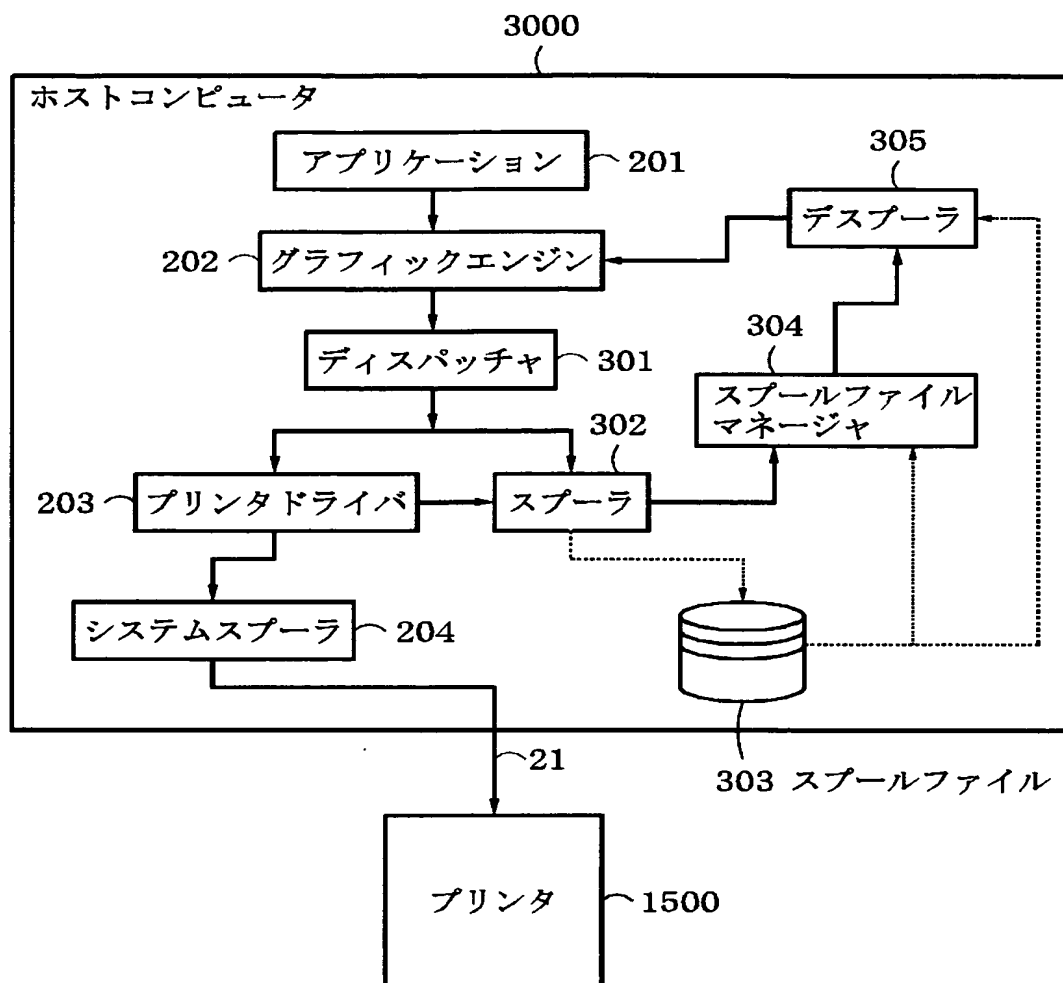 3000
ホストコンピュータ
アプリケーション
201
305
デスプーラ
202
グラフィックエンジン
ディスパッチャ
301
304
スプールファイル
マネージャ
302
203
プリンタドライバ
スプーラ
システムスプーラ
204
21
303 スプールファイル
プリンタ
1500